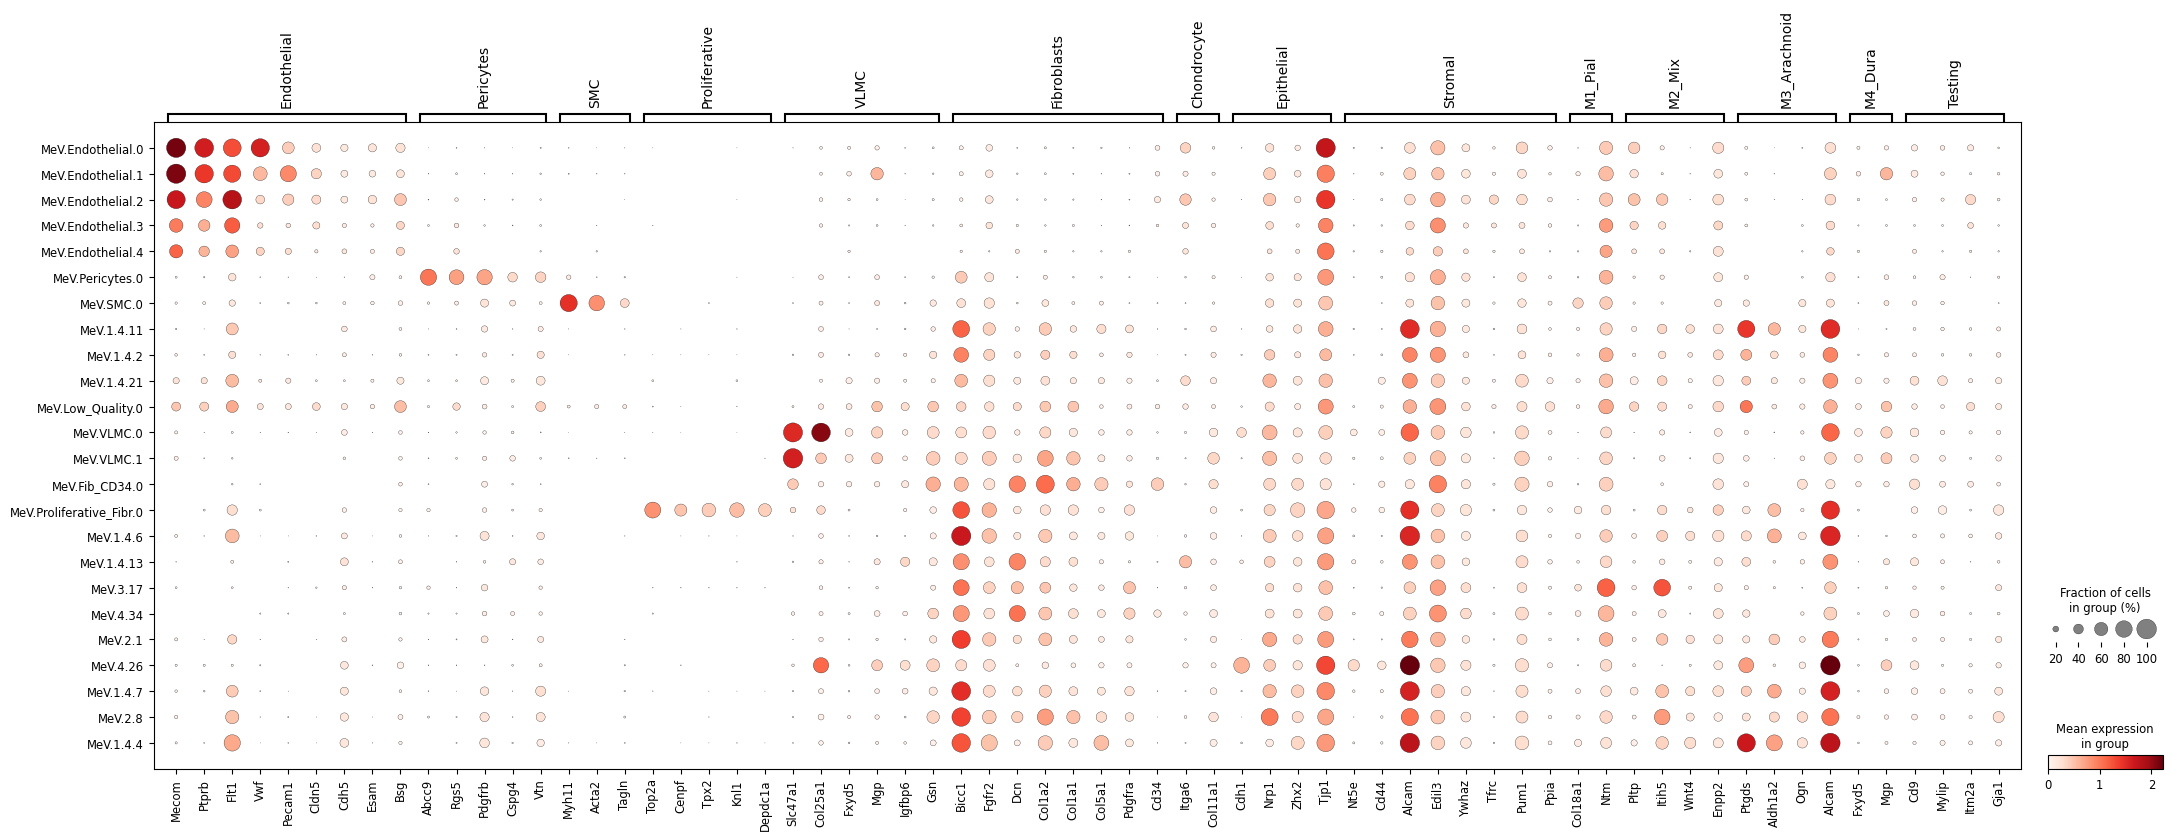 Endothelial
Pericytes
SMC
Proliferative
VLMC
Fibroblasts
Chondrocyte
Epithelial
Stromal
M1_Pial
M2_Mix
M3_Arachnoid
M4_Dura
Testing
MeV.Endothelial.0
MeV.Endothelial.1
MeV.Endothelial.2
MeV.Endothelial.3
MeV.Endothelial.4
MeV.Pericytes.0
MeV.SMC.0
MeV.1.4.11
MeV.1.4.2
MeV.1.4.21
MeV.Low_Quality.0
MeV.VLMC.0
MeV.VLMC.1
MeV.Fib_CD34.0
MeV.Proliferative_Fibr.0
MeV.1.4.6
MeV.1.4.13
MeV.3.17
MeV.4.34
MeV.2.1
MeV.4.26
MeV.1.4.7
MeV.2.8
MeV.1.4.4
Mecom
Ptprb
Flt1
Vwf
Pecam1
Cldn5
Cdh5
Esam
Bsg
Abcc9
Rgs5
Pdgfrb
Cspg4
Vtn
Myh11
Acta2
Tagln
Top2a
Cenpf
Tpx2
Knl1
Depdc1a
Slc47a1
Col25a1
Fxyd5
Mgp
Igfbp6
Gsn
Bicc1
Fgfr2
Dcn
Col1a2
Col1a1
Col5a1
Pdgfra
Cd34
Itga6
Col11a1
Cdh1
Nrp1
Zhx2
Tjp1
Nt5e
Cd44
Alcam
Edil3
Ywhaz
Tfrc
Pum1
Ppia
Col18a1
Ntm
Pltp
Itih5
Wnt4
Enpp2
Ptgds
Aldh1a2
Ogn
Alcam
Fxyd5
Mgp
Cd9
Mylip
Itm2a
Gja1
Fraction of cells
in group (%)
20 40 60 80 100
Mean expression
in group
0 1 2